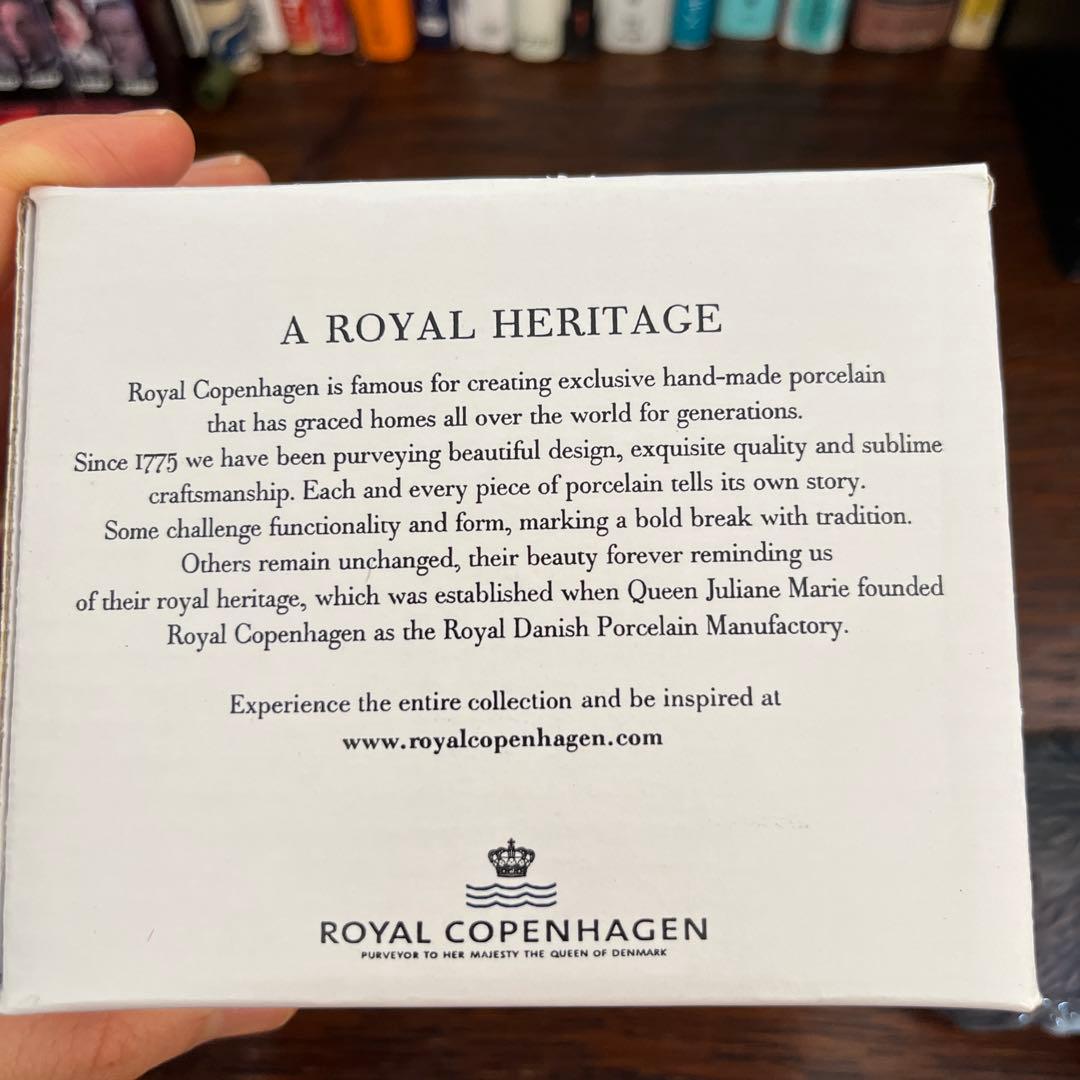 A ROYAL HERITAGE
Royal Copenhagen is famous for creating exclusive hand-made porcelain
that has graced homes all over the world for generations.
Since 1775 we have been purveying beautiful design, exquisite quality and sublime
craftsmanship. Each and every piece of porcelain tells its own story.
Some challenge functionality and form, marking a bold break with tradition.
Others remain unchanged, their beauty forever reminding us
of their royal heritage, which was established when Queen Juliane Marie founded
Royal Copenhagen as the Royal Danish Porcelain Manufactory.
Experience the entire collection and be inspired at
www.royalcopenhagen.com
ROYAL COPENHAGEN
PURVEYOR TO HER MAJESTY THE QUEEN OF DENMARK